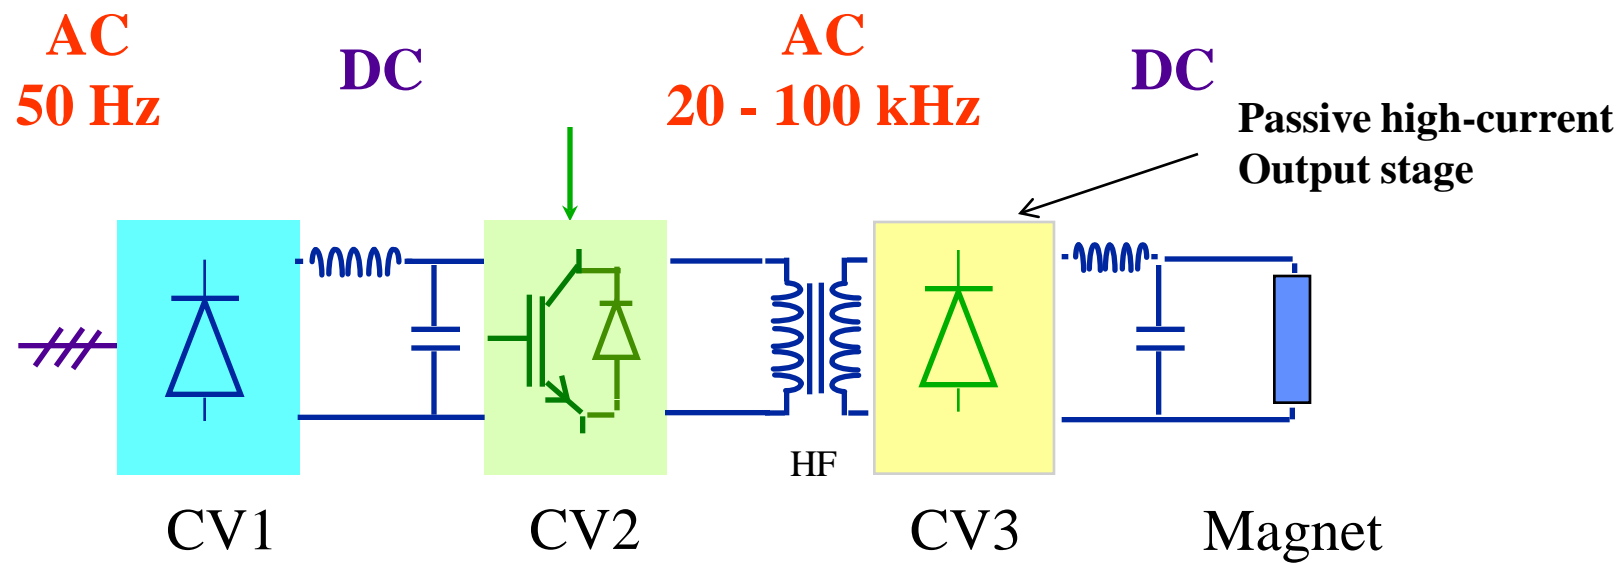 AC
50 Hz
DC
AC
20 - 100 kHz
DC
Passive high-current
Output stage
HF
CV1
CV2
CV3
Magnet